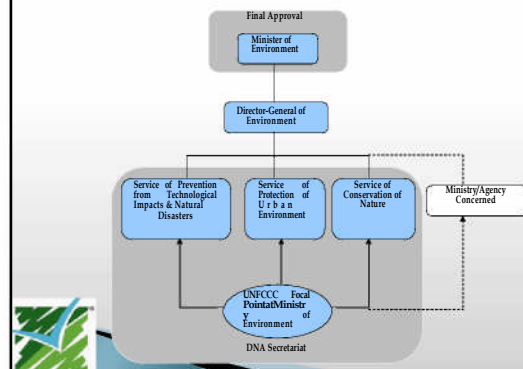 Final Approval
Minister of
Environment
Director-General of
Environment
Service of Prevention
from Technological
Impacts & Natural
Disasters
Service of
Protection of
U r b a n
Environment
Service of
Conservation of
Nature
Ministry/Agency
Concerned
UNFCCC Focal
PointatMinistr
y of
Environment
DNA Secretariat